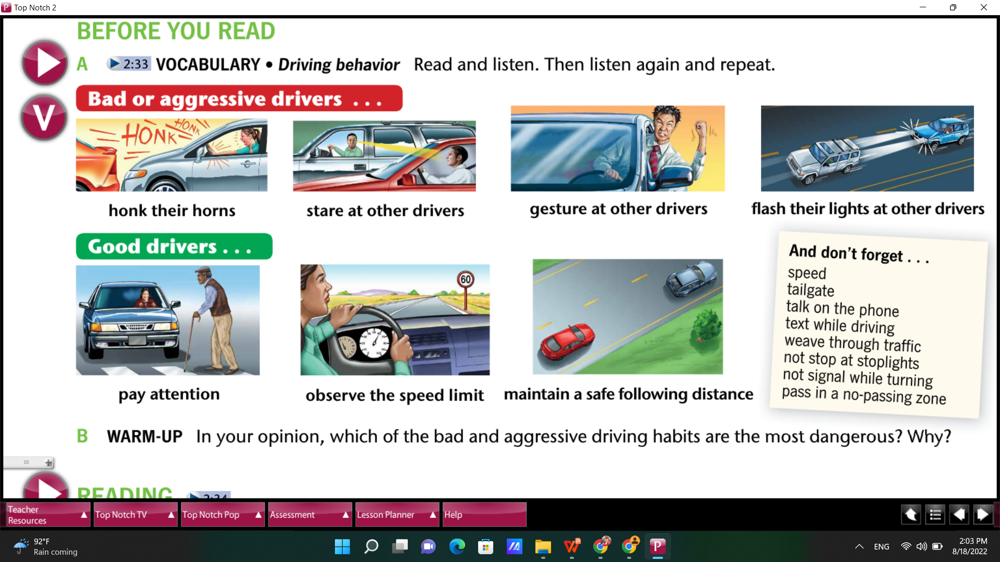 Top Notch 2
BEFORE YOU READ
A 2:33 VOCABULARY • Driving behavior Read and listen. Then listen again and repeat.
V
Bad or aggressive drivers . . .
HONK HONK
honk their horns
stare at other drivers
gesture at other drivers
flash their lights at other drivers
Good drivers . . .
60
pay attention
observe the speed limit
maintain a safe following distance
And don't forget . . .
speed
tailgate
talk on the phone
text while driving
weave through traffic
not stop at stoplights
not signal while turning
pass in a no-passing zone
B WARM-UP In your opinion, which of the bad and aggressive driving habits are the most dangerous? Why?
READING 2:34
Teacher
Resources
Top Notch TV
Top Notch Pop
Assessment
Lesson Planner
Help
92°F
Rain coming
ENG
2:03 PM
8/18/2022